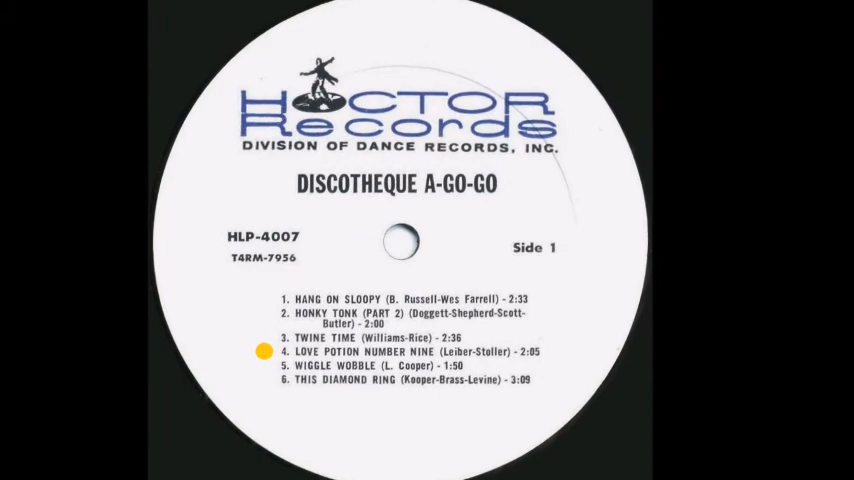 HOCTOR
Records
DIVISION OF DANCE RECORDS, INC.
DISCOTHEQUE A-GO-GO
HLP-4007
T4RM-7956
Side 1
1. HANG ON SLOOPY (B. Russell-Wes Farrell) - 2:33
2. HONKY TONK (PART 2) (Doggett-Shepherd-Scott-
Butler) - 2:00
3. TWINE TIME (Williams-Rice) - 2:36
4. LOVE POTION NUMBER NINE (Leiber-Stoller) - 2:05
5. WIGGLE WOBBLE (L. Cooper) - 1:50
6. THIS DIAMOND RING (Kooper-Brass-Levine) - 3:09